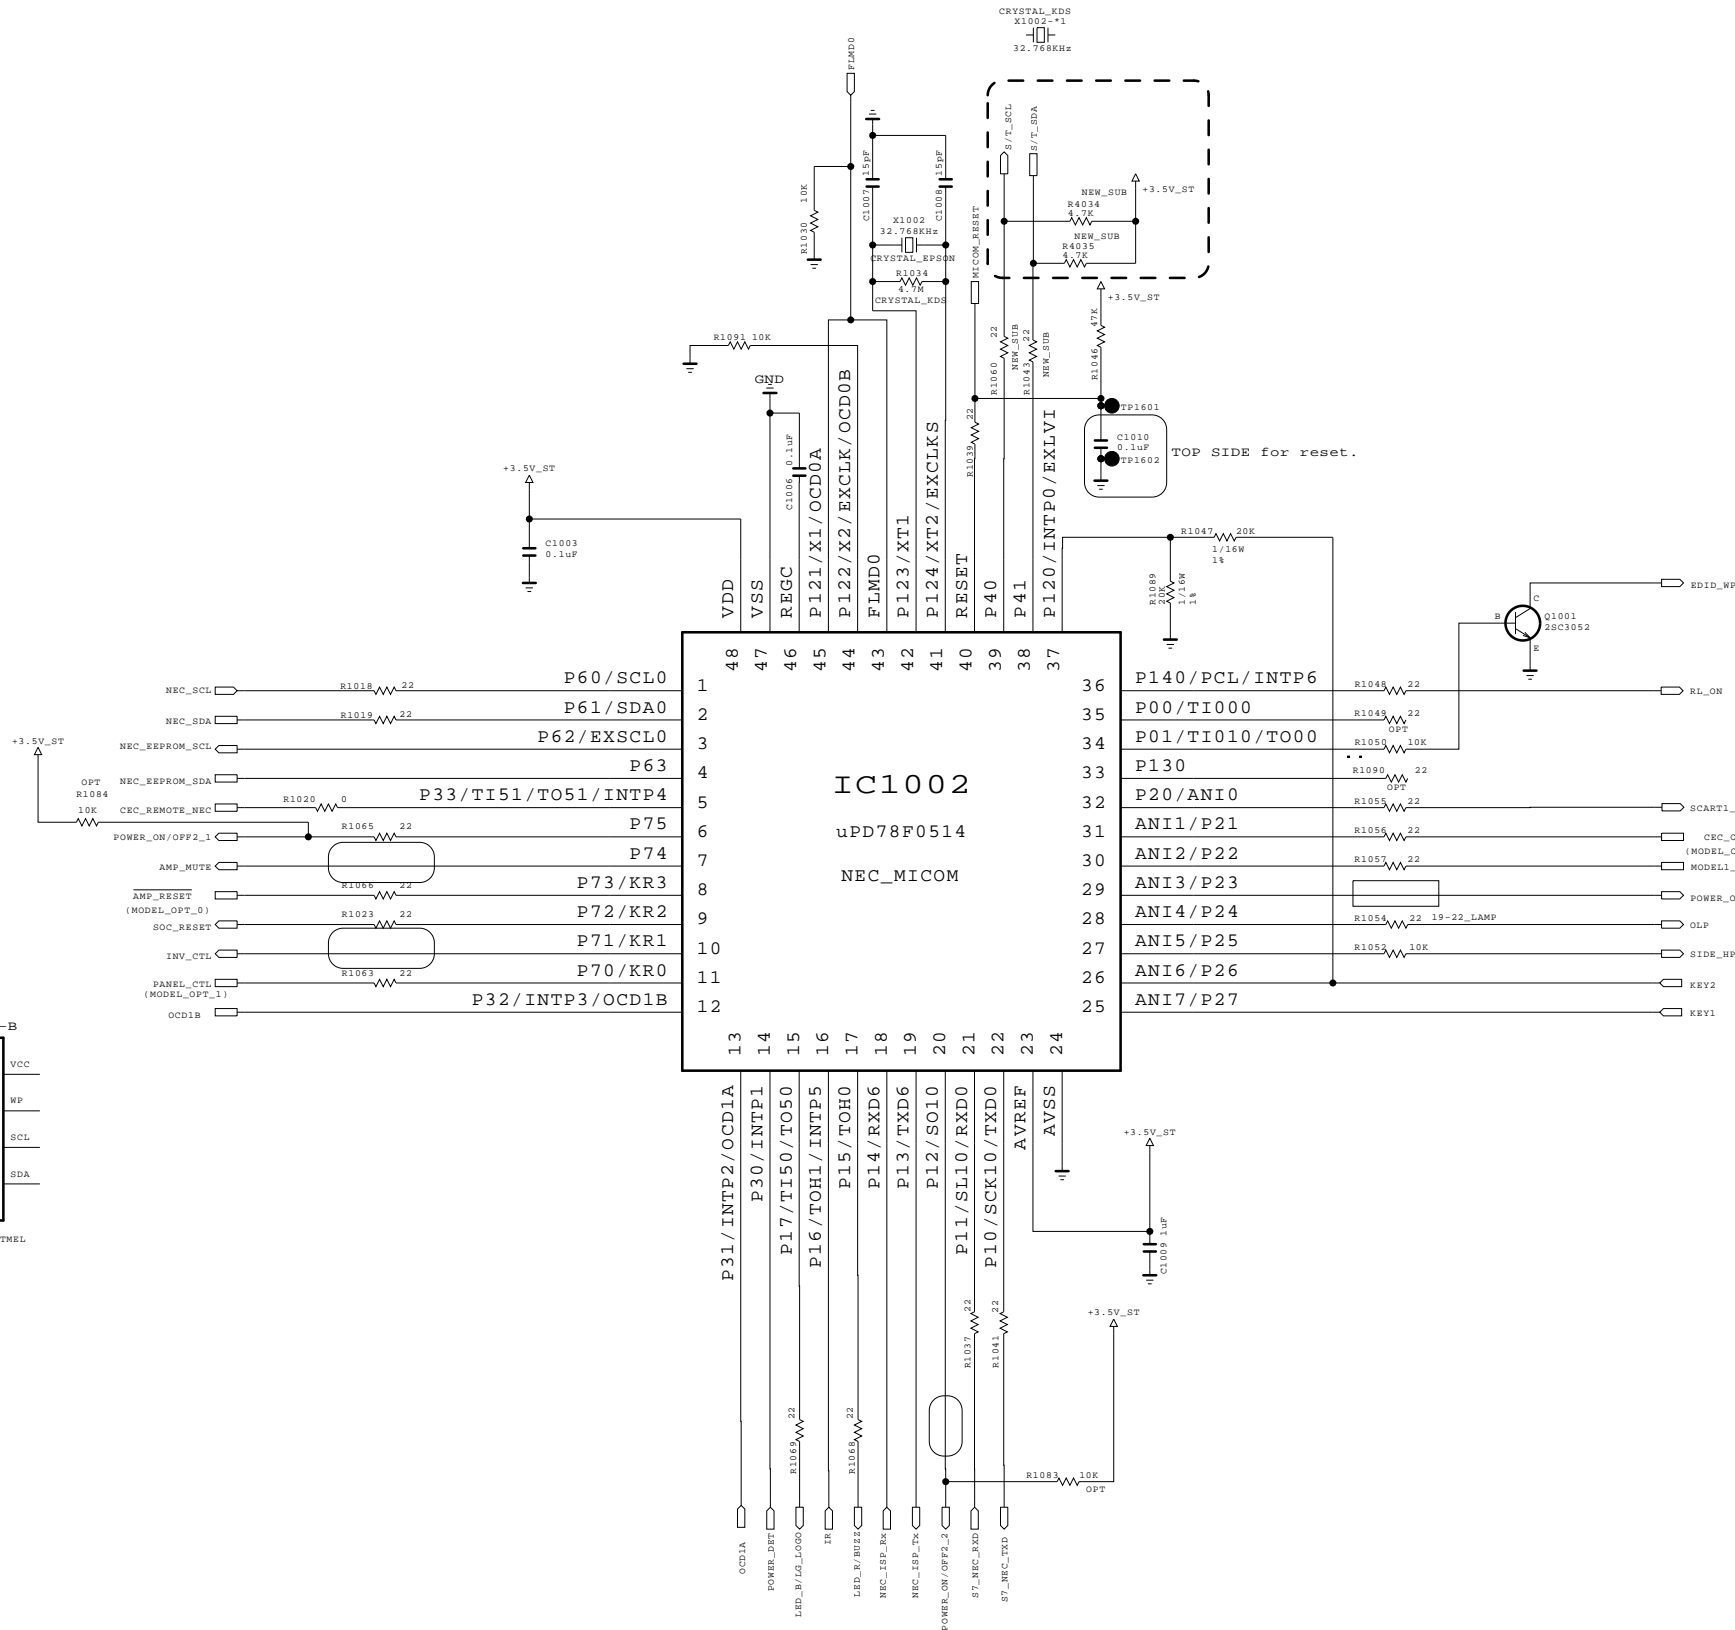 CRYSTAL_KDS
X1002-*1
32.768KHz
FLMD0
S/T_SCL
S/T_SDA
15pF
C1007
15pF
C1008
10K
R1030
X1002
32.768KHz
CRYSTAL_EPSON
R1034
4.7M
CRYSTAL_KDS
MICOM_RESET
NEW_SUB
+3.5V_ST
R4034
4.7K
NEW_SUB
R4035
4.7K
+3.5V_ST
R1091 10K
22
R1060
NEW_SUB
22
R1043
NEW_SUB
47K
R1046
GND
22
R1039
TP1601
C1010
0.1uF
TP1602
TOP SIDE for reset.
+3.5V_ST
C1003
0.1uF
0.1uF
C1006
R1047 20K
1/16W
1%
R1089
20K
1/16W
1%
VDD
VSS
REGC
P121/X1/OCD0A
P122/X2/EXCLK/OCD0B
FLMD0
P123/XT1
P124/XT2/EXCLKS
RESET
P40
P41
P120/INTP0/EXLVI
EDID_WP
C
B
E
Q1001
2SC3052
48
47
46
45
44
43
42
41
40
39
38
37
NEC_SCL R1018 22 P60/SCL0 1
NEC_SDA R1019 22 P61/SDA0 2
NEC_EEPROM_SCL P62/EXSCL0 3
NEC_EEPROM_SDA P63 4
CEC_REMOTE_NEC R1020 0 P33/TI51/TO51/INTP4 5
POWER_ON/OFF2_1 R1065 22 P75 6
AMP_MUTE P74 7
AMP_RESET R1066 22 P73/KR3 8
(MODEL_OPT_0)
SOC_RESET R1023 22 P72/KR2 9
INV_CTL P71/KR1 10
PANEL_CTL R1063 22 P70/KR0 11
(MODEL_OPT_1)
OCD1B P32/INTP3/OCD1B 12
+3.5V_ST
OPT
R1084
10K
IC1002
uPD78F0514
NEC_MICOM
36 P140/PCL/INTP6 R1048 22 RL_ON
35 P00/TI000 R1049 22
OPT
34 P01/TI010/TO00 R1050 10K
33 P130 R1090 22
OPT
32 P20/ANI0 R1055 22 SCART1_
31 ANI1/P21 R1056 22 CEC_O
(MODEL_O
30 ANI2/P22 R1057 22 MODEL1_
29 ANI3/P23 POWER_O
28 ANI4/P24 R1054 22 19-22_LAMP OLP
27 ANI5/P25 R1052 10K SIDE_HP
26 ANI6/P26 KEY2
25 ANI7/P27 KEY1
13
14
15
16
17
18
19
20
21
22
23
24
P31/INTP2/OCD1A
P30/INTP1
P17/TI50/TO50
P16/TOH1/INTP5
P15/TOH0
P14/RXD6
P13/TXD6
P12/SO10
P11/SL10/RXD0
P10/SCK10/TXD0
AVREF
AVSS
-B
VCC
WP
SCL
SDA
TMEL
+3.5V_ST
1uF
C1009
22
R1037
22
R1041
+3.5V_ST
22
R1069
22
R1068
R1083 10K
OPT
OCD1A
POWER_DET
LED_B/LG_LOGO
IR
LED_R/BUZZ
NEC_ISP_Rx
NEC_ISP_Tx
POWER_ON/OFF2_2
S7_NEC_RXD
S7_NEC_TXD